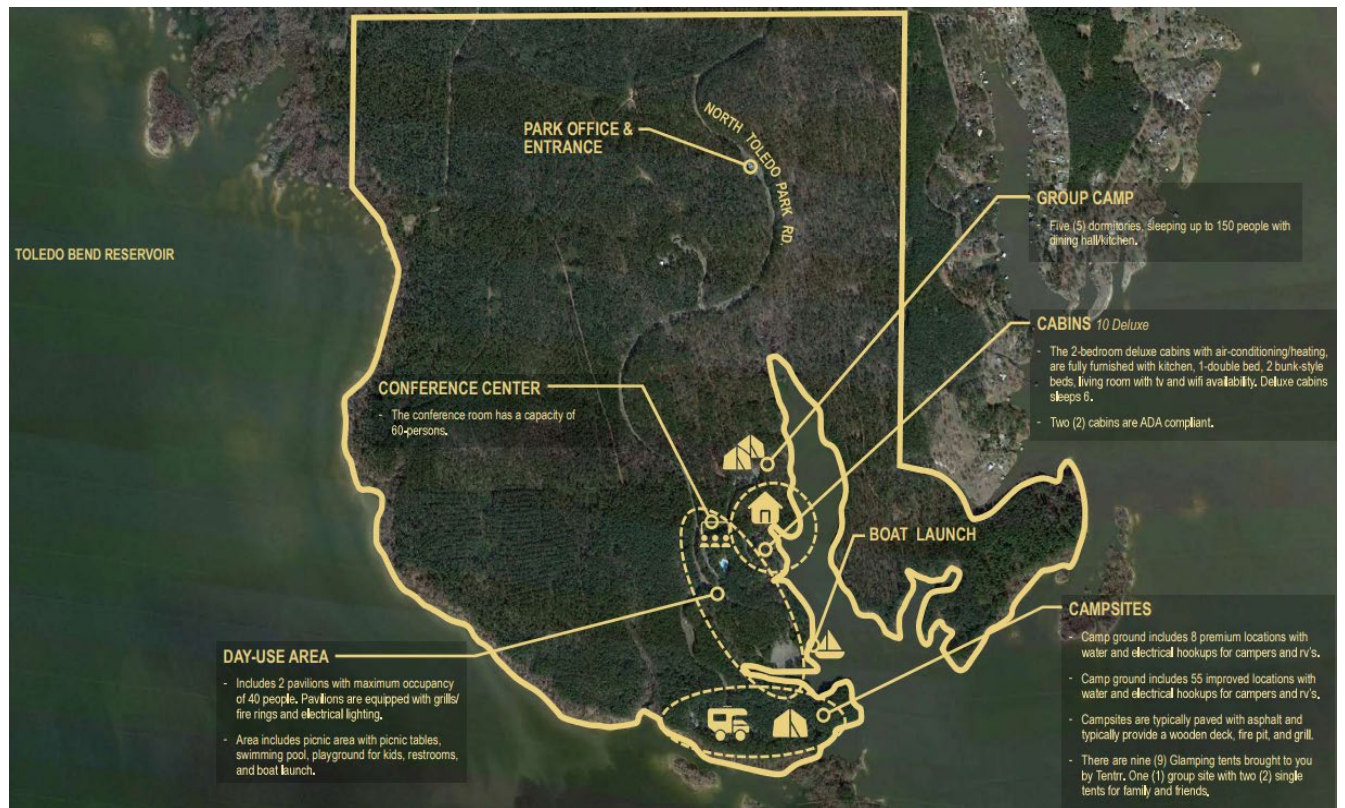 PARK OFFICE &
ENTRANCE
NORTH TOLEDO PARK RD.
TOLEDO BEND RESERVOIR
GROUP CAMP
- Five (5) dormitories, sleeping up to 150 people with
dining hall/kitchen.
CABINS 10 Deluxe
- The 2-bedroom deluxe cabins with air-conditioning/heating,
are fully furnished with kitchen, 1-double bed, 2 bunk-style
beds, living room with tv and wifi availability. Deluxe cabins
sleeps 6.
- Two (2) cabins are ADA compliant.
CONFERENCE CENTER
- The conference room has a capacity of
60-persons.
BOAT LAUNCH
DAY-USE AREA
- Includes 2 pavilions with maximum occupancy
of 40 people. Pavilions are equipped with grills/
fire rings and electrical lighting.
- Area includes picnic area with picnic tables,
swimming pool, playground for kids, restrooms,
and boat launch.
CAMPSITES
- Camp ground includes 8 premium locations with
water and electrical hookups for campers and rv's.
- Camp ground includes 55 improved locations with
water and electrical hookups for campers and rv's.
- Campsites are typically paved with asphalt and
typically provide a wooden deck, fire pit, and grill.
- There are nine (9) Glamping tents brought to you
by Tentrr. One (1) group site with two (2) single
tents for family and friends.